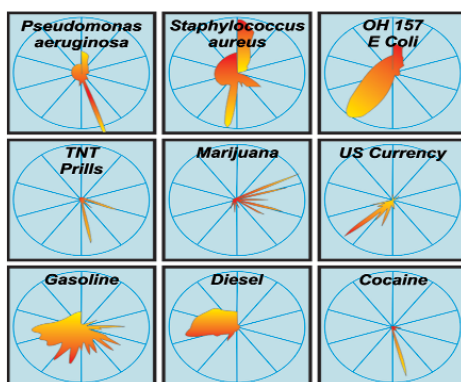 Pseudomonas
aeruginosa
Staphylococcus
aureus
OH 157
E Coli
TNT
Prills
Marijuana
US Currency
Gasoline
Diesel
Cocaine